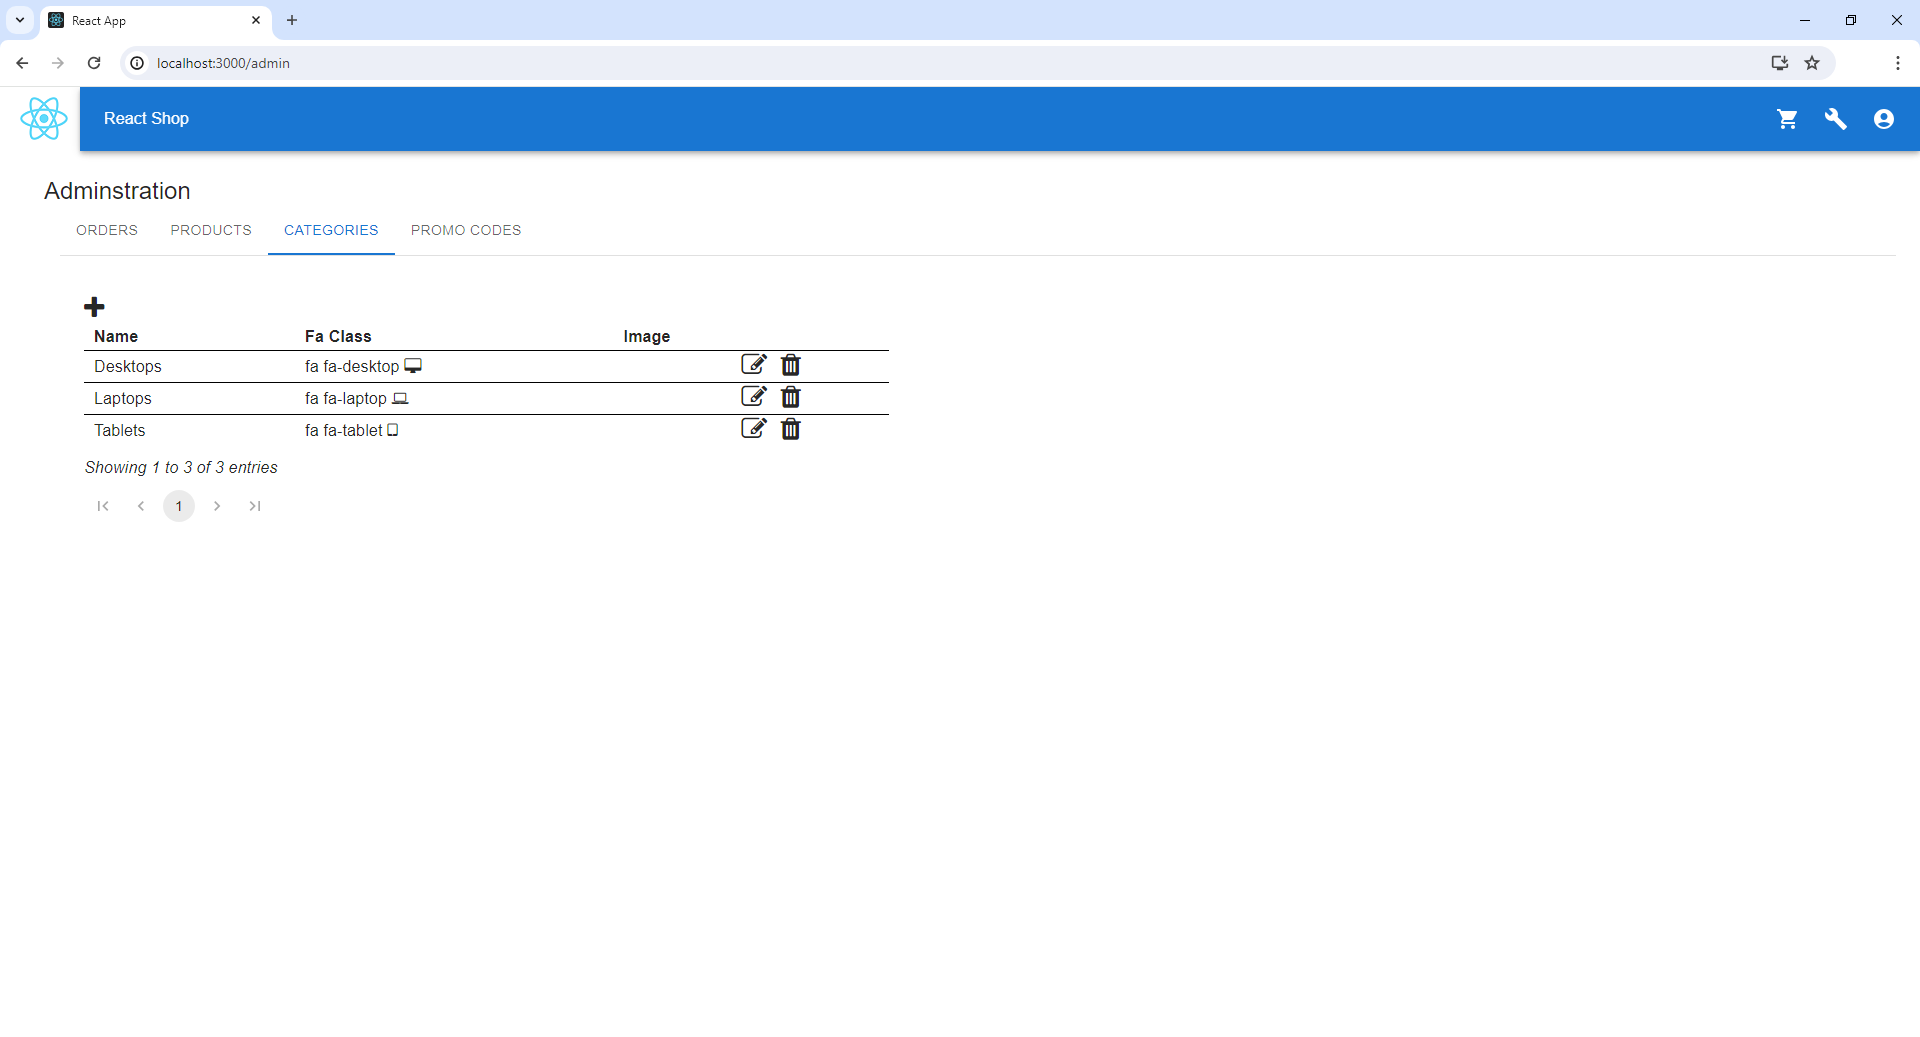 React App
localhost:3000/admin
React Shop
Adminstration
ORDERS PRODUCTS CATEGORIES PROMO CODES
Name Fa Class Image
Desktops fa fa-desktop
Laptops fa fa-laptop
Tablets fa fa-tablet
Showing 1 to 3 of 3 entries
1